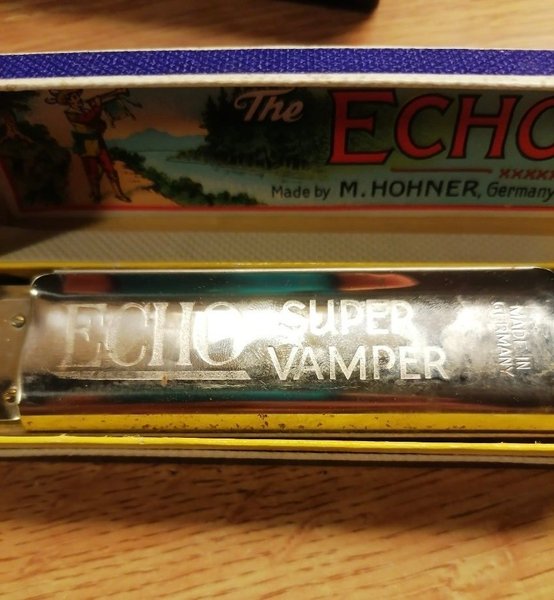 The ECHO
Made by M. HOHNER, Germany
ECHO SUPER
VAMPER
MADE IN
GERMANY